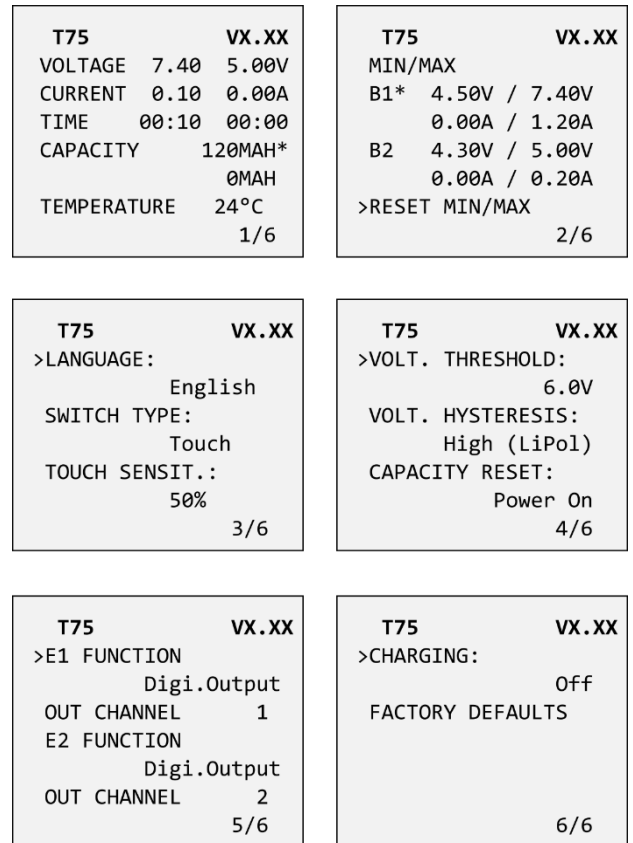 T75 VX.XX
VOLTAGE 7.40 5.00V
CURRENT 0.10 0.00A
TIME 00:10 00:00
CAPACITY 120MAH*
0MAH
TEMPERATURE 24°C
1/6
T75 VX.XX
MIN/MAX
B1* 4.50V / 7.40V
0.00A / 1.20A
B2 4.30V / 5.00V
0.00A / 0.20A
>RESET MIN/MAX
2/6
T75 VX.XX
>LANGUAGE:
English
SWITCH TYPE:
Touch
TOUCH SENSIT.:
50%
3/6
T75 VX.XX
>VOLT. THRESHOLD:
6.0V
VOLT. HYSTERESIS:
High (LiPol)
CAPACITY RESET:
Power On
4/6
T75 VX.XX
>E1 FUNCTION
Digi.Output
OUT CHANNEL 1
E2 FUNCTION
Digi.Output
OUT CHANNEL 2
5/6
T75 VX.XX
>CHARGING:
Off
FACTORY DEFAULTS
6/6